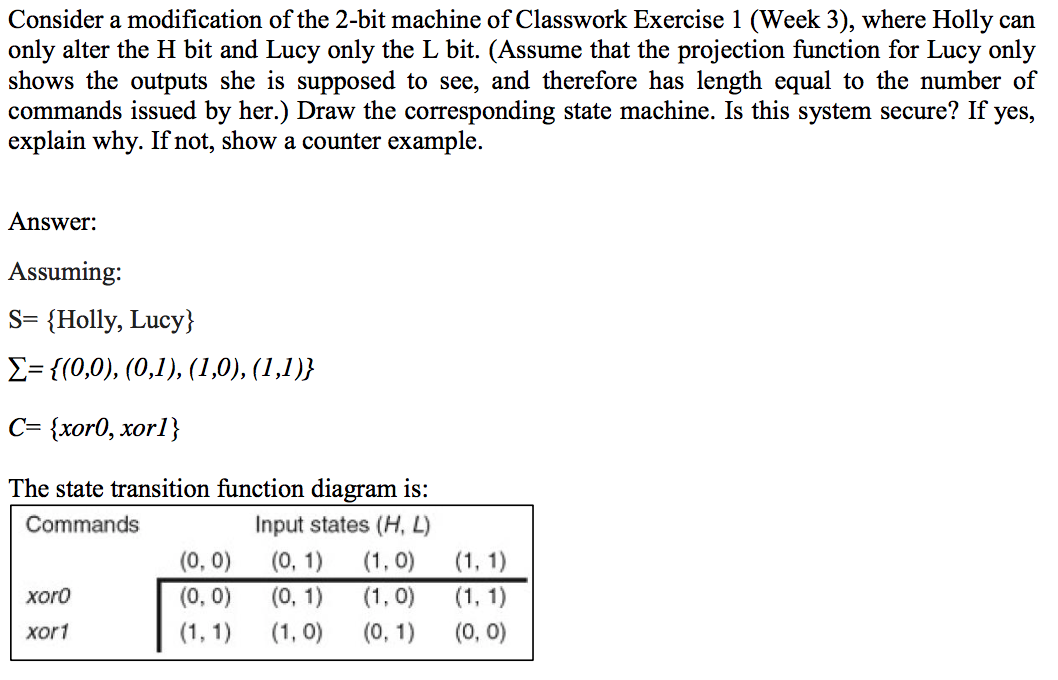 Consider a modification of the 2-bit machine of Classwork Exercise 1 (Week 3), where Holly can
only alter the H bit and Lucy only the L bit. (Assume that the projection function for Lucy only
shows the outputs she is supposed to see, and therefore has length equal to the number of
commands issued by her.) Draw the corresponding state machine. Is this system secure? If yes,
explain why. If not, show a counter example.
Answer:
Assuming:
S= {Holly, Lucy}
∑= {(0,0), (0,1), (1,0), (1,1)}
C= {xor0, xor1}
The state transition function diagram is:
Commands Input states (H, L)
(0, 0) (0, 1) (1, 0) (1, 1)
xor0 (0, 0) (0, 1) (1, 0) (1, 1)
xor1 (1, 1) (1, 0) (0, 1) (0, 0)